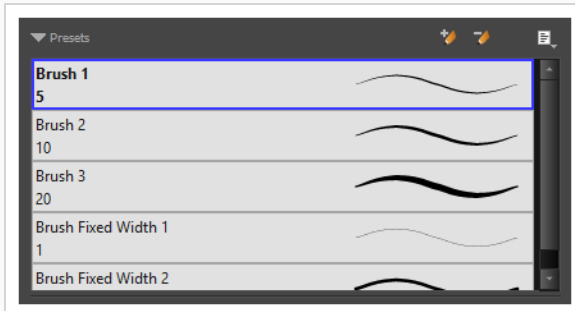 Presets
Brush 1
5
Brush 2
10
Brush 3
20
Brush Fixed Width 1
1
Brush Fixed Width 2